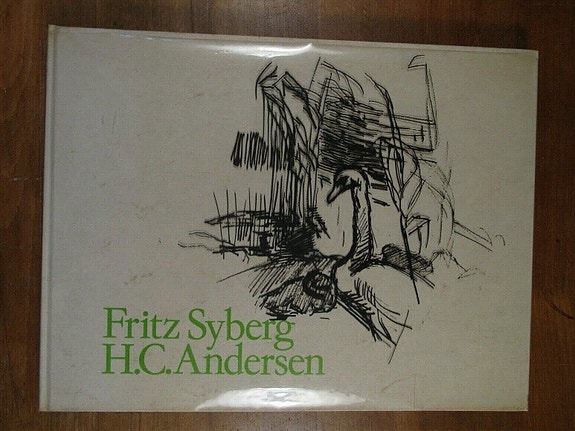 Fritz Syberg
H.C. Andersen